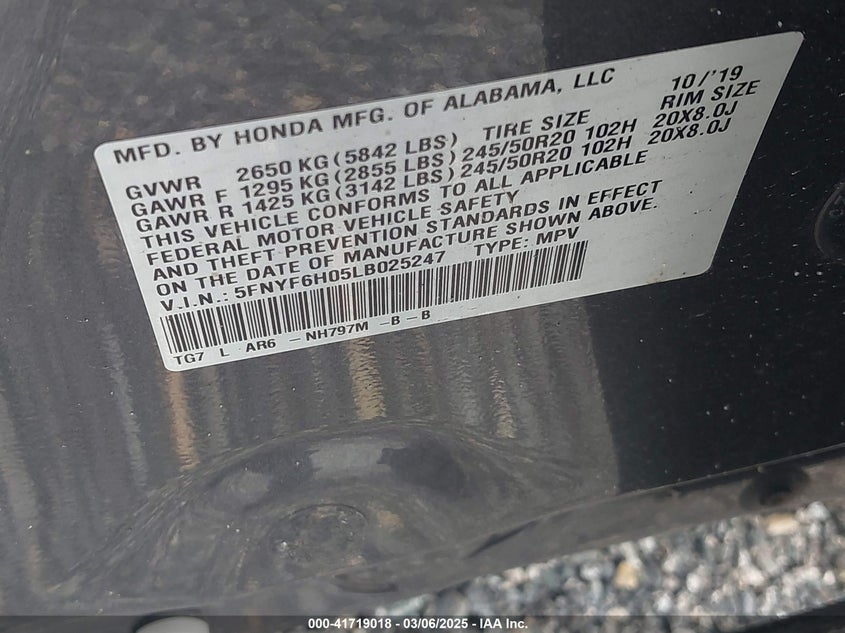 MFD. BY HONDA MFG. OF ALABAMA, LLC 10/'19
GVWR 2650 KG (5842 LBS) TIRE SIZE RIM SIZE
GAWR F 1295 KG (2855 LBS) 245/50R20 102H 20X8.0J
GAWR R 1425 KG (3142 LBS) 245/50R20 102H 20X8.0J
THIS VEHICLE CONFORMS TO ALL APPLICABLE
FEDERAL MOTOR VEHICLE SAFETY
AND THEFT PREVENTION STANDARDS IN EFFECT
ON THE DATE OF MANUFACTURE SHOWN ABOVE.
V.I.N.: 5FNYF6H05LB025247 TYPE: MPV
TG7 L AR6 - NH797M - B - B
000-41719018 - 03/06/2025 - IAA Inc.